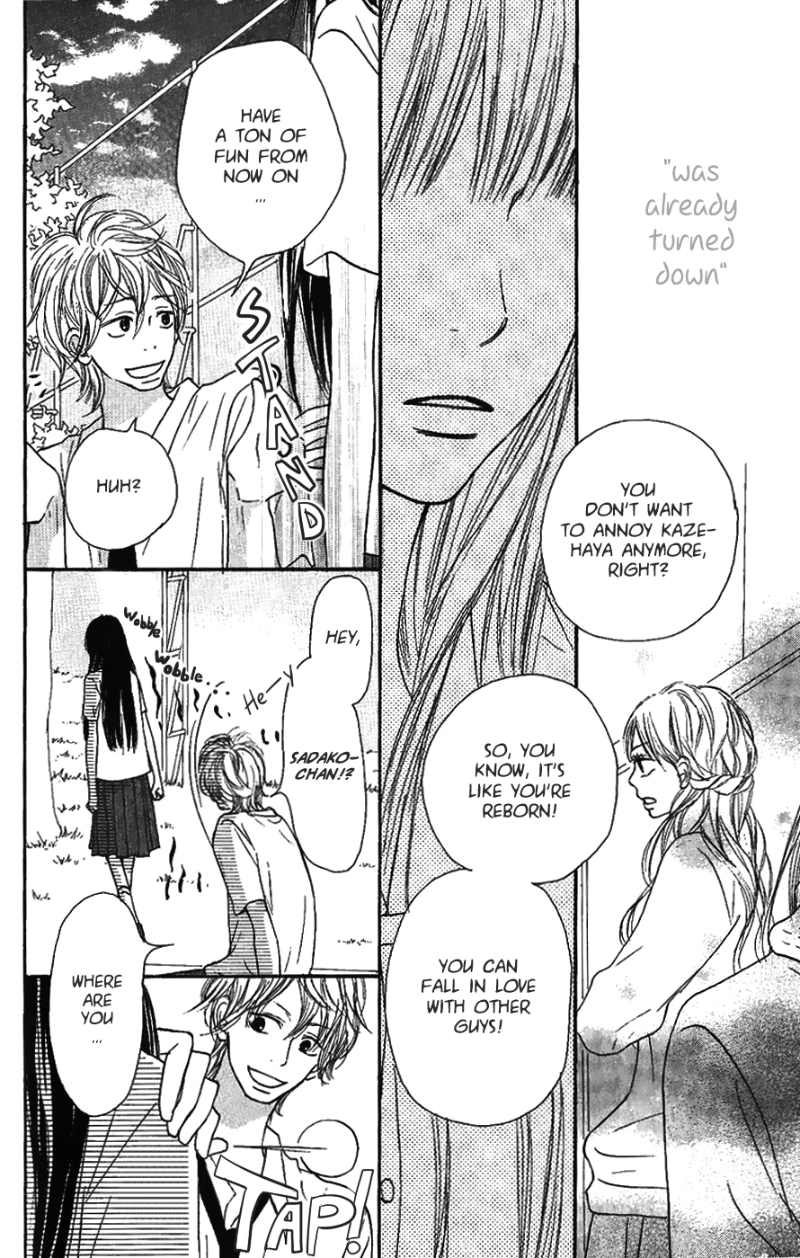 "was
already
turned
down"
YOU
DON'T WANT
TO ANNOY KAZE-
HAYA ANYMORE,
RIGHT?
SO, YOU
KNOW, IT'S
LIKE YOU'RE
REBORN!
YOU CAN
FALL IN LOVE
WITH OTHER
GUYS!
HAVE
A TON OF
FUN FROM
NOW ON
...
STAND
HUH?
HEY,
SADAKO-
CHAN!?
He—y
Wobble
Wobble..
WHERE
ARE
YOU
...
TAP!